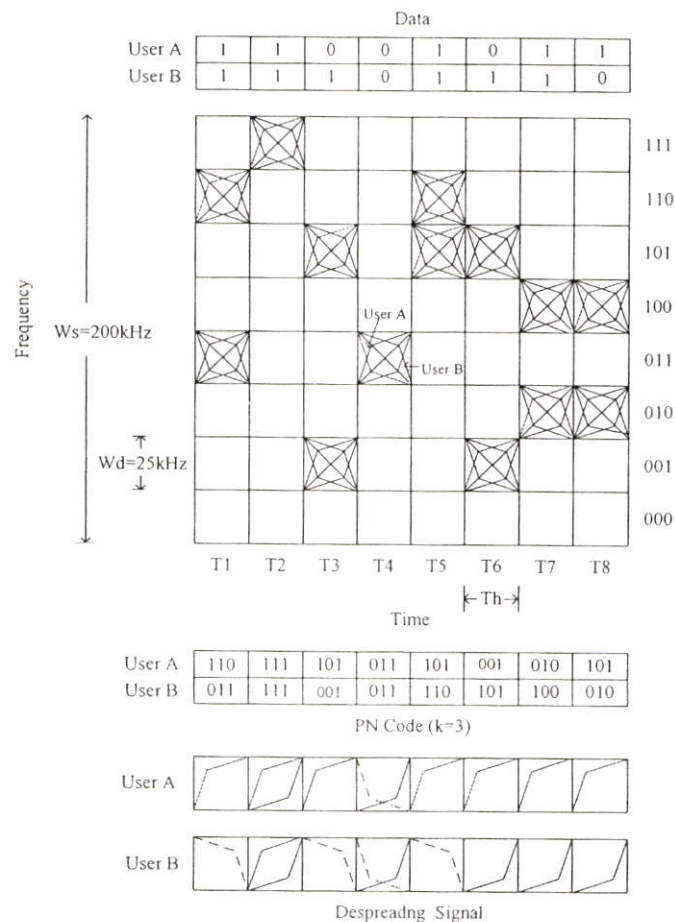 Data
User A 1 1 0 0 1 0 1 1
User B 1 1 1 0 1 1 1 0
111
110
101
100
User A
Ws=200kHz
011
User B
010
Wd=25kHz
001
000
Frequency
T1 T2 T3 T4 T5 T6 T7 T8
Th
Time
User A 110 111 101 011 101 001 010 101
User B 011 111 001 011 110 101 100 010
PN Code (k=3)
User A
User B
Despreadng Signal